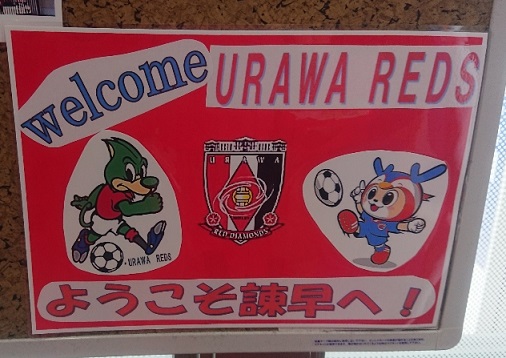 welcome
URAWA REDS
URAWA
RED DIAMONDS
URAWA REDS
ようこそ諫早へ！